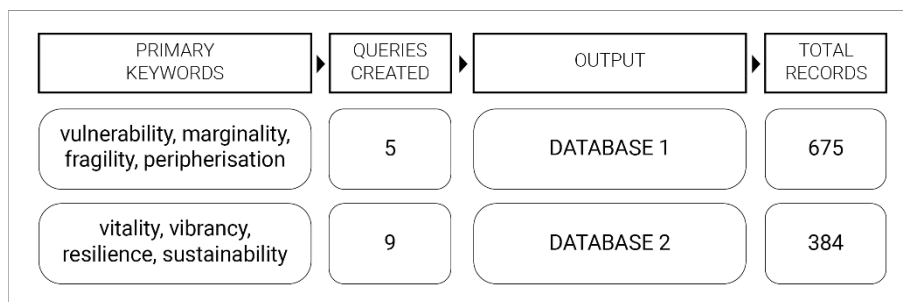 PRIMARY
KEYWORDS
QUERIES
CREATED
OUTPUT
TOTAL
RECORDS
vulnerability, marginality,
fragility, peripherisation
5
DATABASE 1
675
vitality, vibrancy,
resilience, sustainability
9
DATABASE 2
384